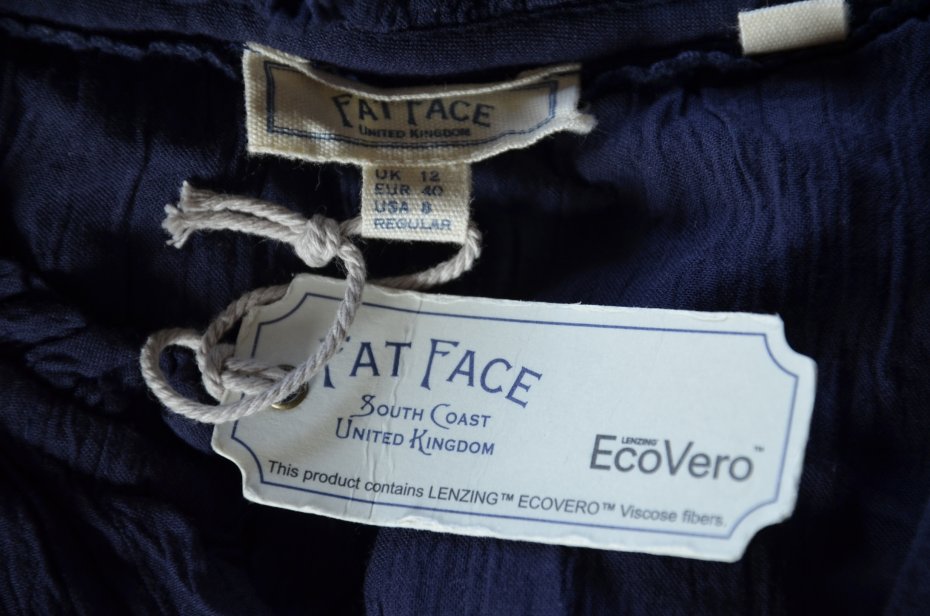 FAT FACE
UNITED KINGDOM
UK 12
EUR 40
USA 8
REGULAR
FAT FACE
SOUTH COAST
UNITED KINGDOM
LENZING™
EcoVero™
This product contains LENZING™ ECOVERO™ Viscose fibers.